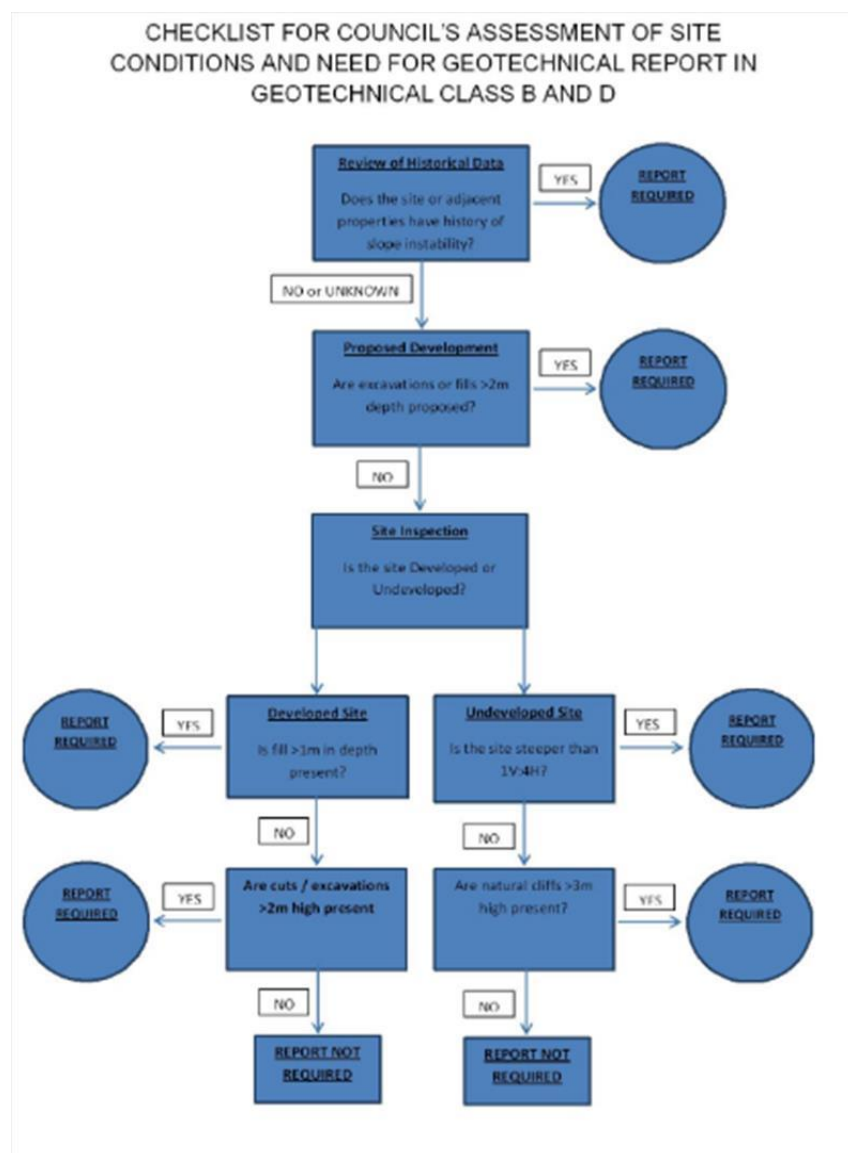 CHECKLIST FOR COUNCIL'S ASSESSMENT OF SITE
CONDITIONS AND NEED FOR GEOTECHNICAL REPORT IN
GEOTECHNICAL CLASS B AND D
Review of Historical Data
Does the site or adjacent
properties have history of
slope instability?
YES
REPORT
REQUIRED
NO or UNKNOWN
Proposed Development
Are excavations or fills >2m
depth proposed?
YES
REPORT
REQUIRED
NO
Site Inspection
Is the site Developed or
Undeveloped?
REPORT
REQUIRED
YES
Developed Site
Is fill >1m in depth
present?
Undeveloped Site
Is the site steeper than
1V:4H?
YES
REPORT
REQUIRED
NO
NO
REPORT
REQUIRED
YES
Are cuts / excavations
>2m high present
Are natural cliffs >3m
high present?
YES
REPORT
REQUIRED
NO
NO
REPORT NOT
REQUIRED
REPORT NOT
REQUIRED